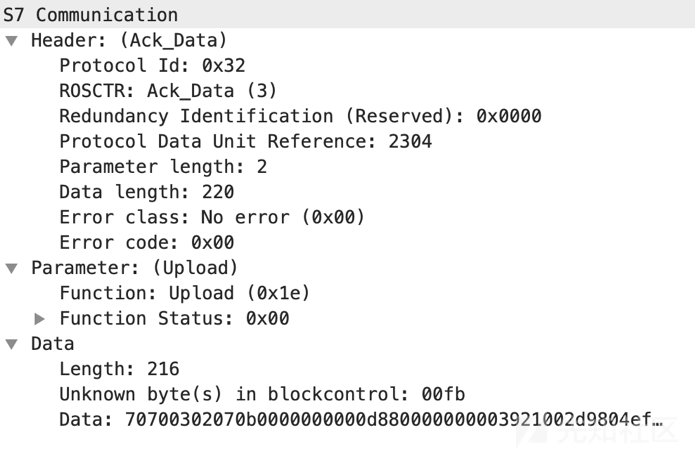 S7 Communication
Header: (Ack_Data)
Protocol Id: 0x32
ROSCTR: Ack_Data (3)
Redundancy Identification (Reserved): 0x0000
Protocol Data Unit Reference: 2304
Parameter length: 2
Data length: 220
Error class: No error (0x00)
Error code: 0x00
Parameter: (Upload)
Function: Upload (0x1e)
Function Status: 0x00
Data
Length: 216
Unknown byte(s) in blockcontrol: 00fb
Data: 70700302070b0000000000d880000000003921002d9804ef…
先知社区